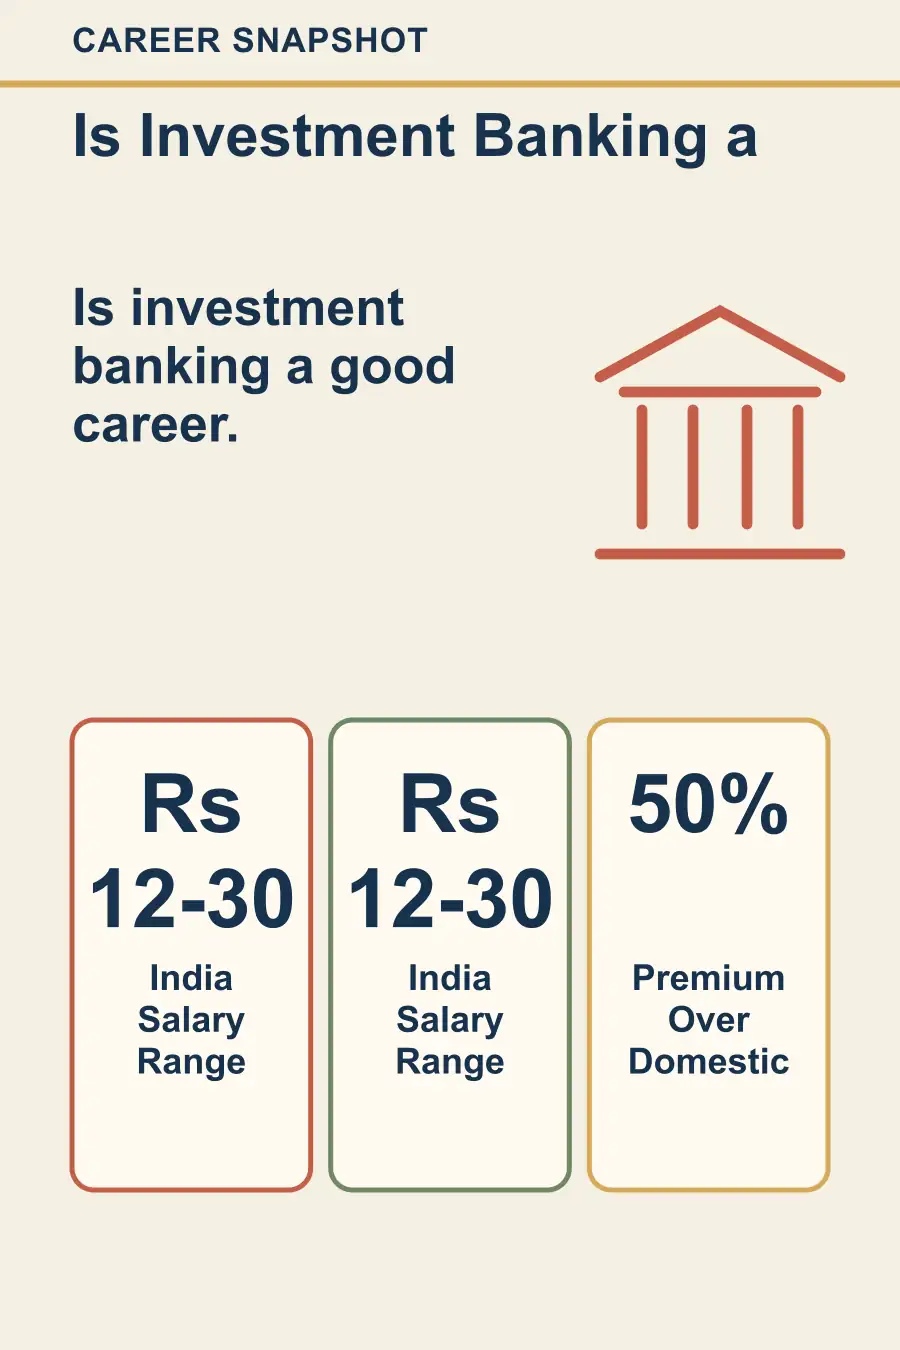 CAREER SNAPSHOT
Is Investment Banking a
Is investment
banking a good
career.
Rs
12-30
India
Salary
Range
Rs
12-30
India
Salary
Range
50%
Premium
Over
Domestic